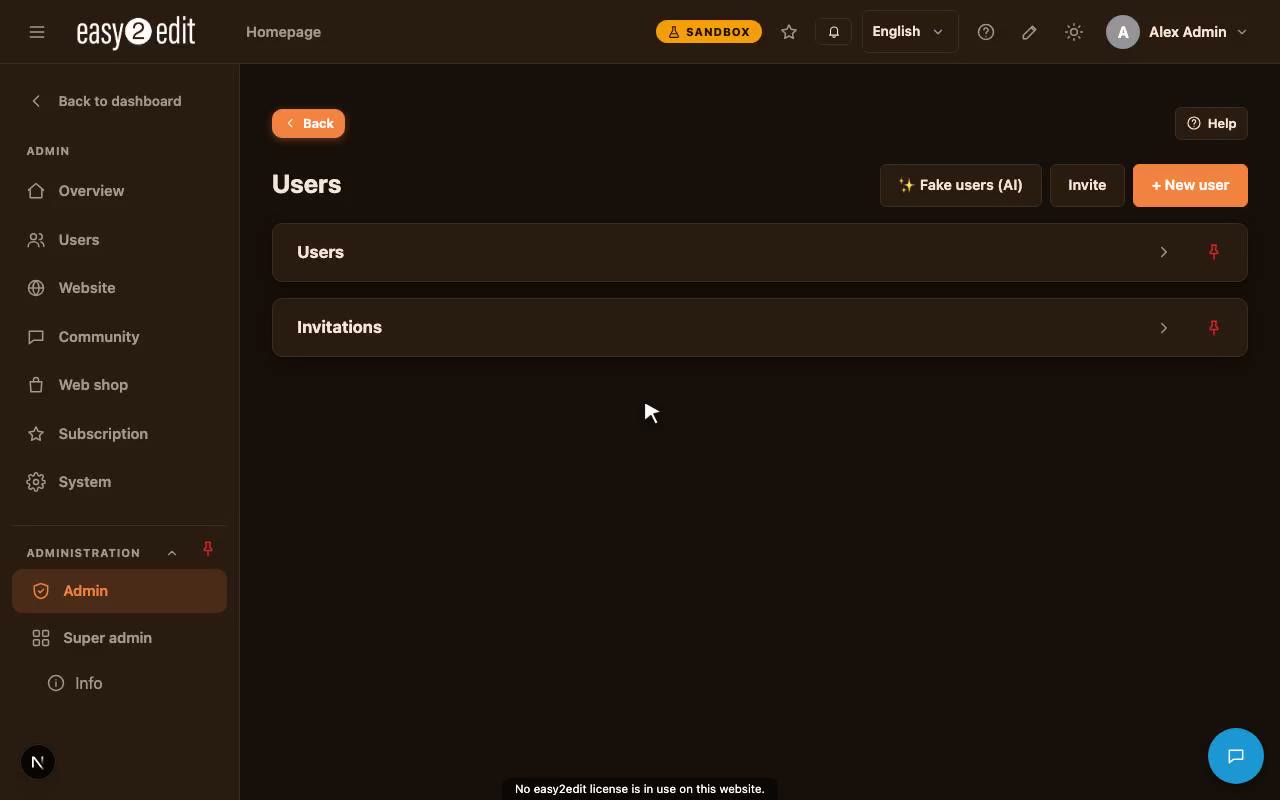 easy2edit
Homepage
SANDBOX
English
A
Alex Admin
Back to dashboard
ADMIN
Overview
Users
Website
Community
Web shop
Subscription
System
ADMINISTRATION
Admin
Super admin
Info
N
Back
Help
Users
✨ Fake users (AI)
Invite
+ New user
Users
Invitations
No easy2edit license is in use on this website.